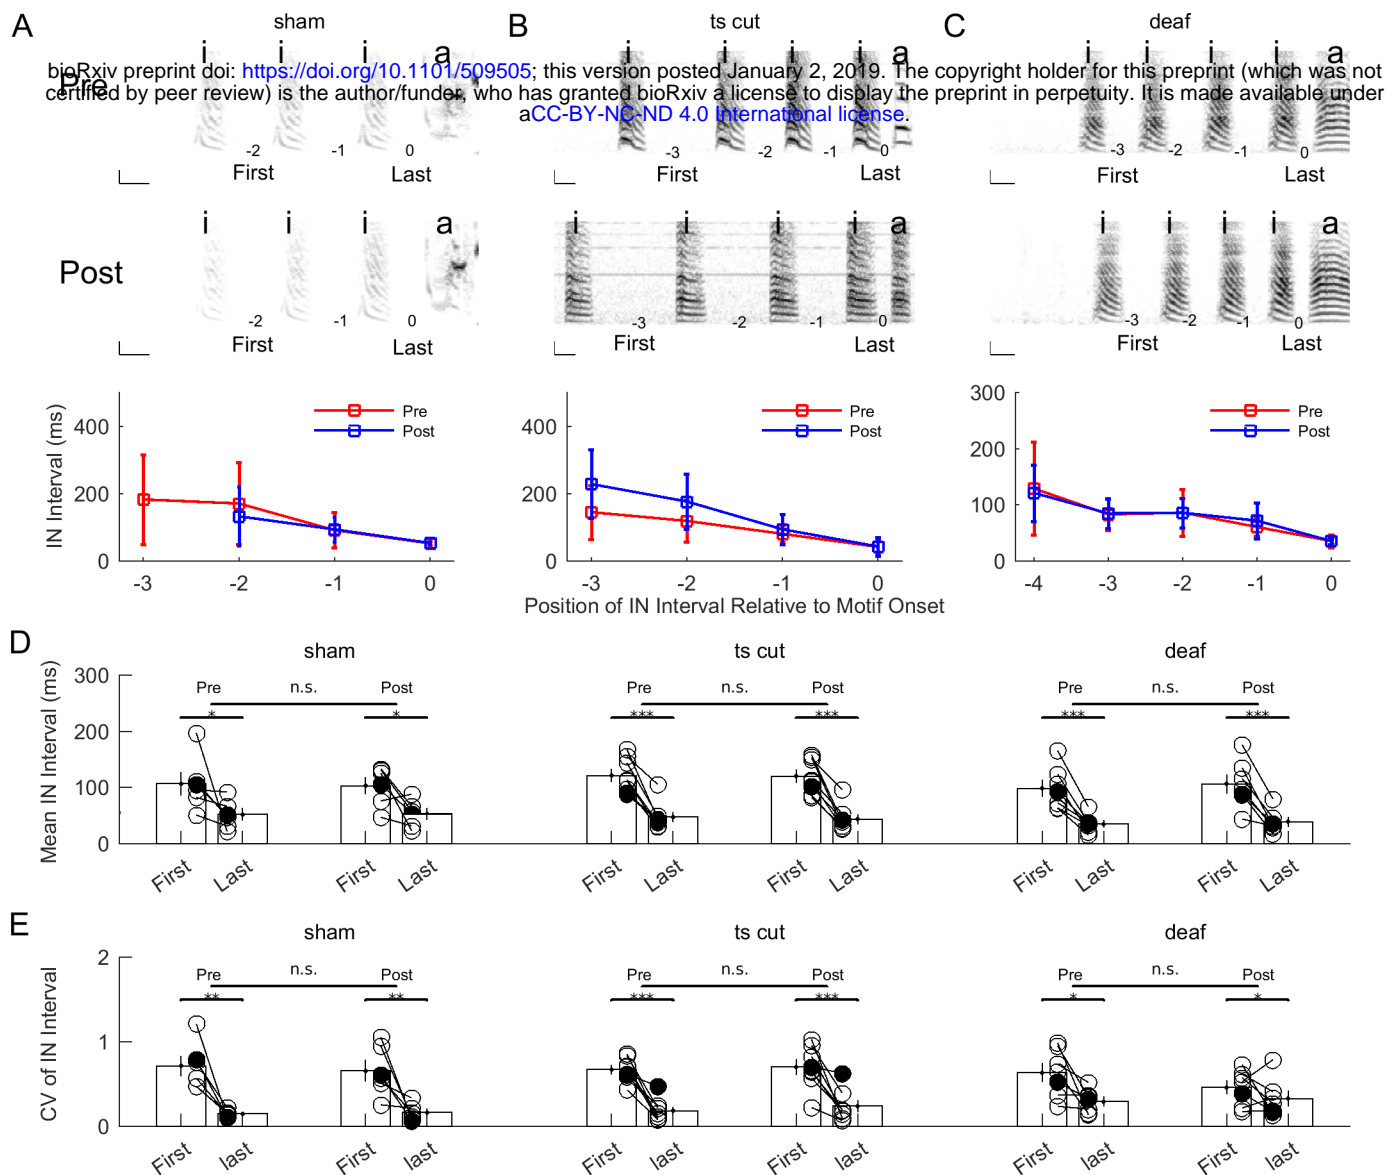 A sham B ts cut C deaf
i i i a i i i i a i i i i a
Pre
bioRxiv preprint doi: https://doi.org/10.1101/509505; this version posted January 2, 2019. The copyright holder for this preprint (which was not
certified by peer review) is the author/funder, who has granted bioRxiv a license to display the preprint in perpetuity. It is made available under
aCC-BY-NC-ND 4.0 International license.
-2 -1 0 -3 -2 -1 0 -3 -2 -1 0
First Last First Last First Last
i i i a i i i i a i i i i a
Post
-2 -1 0 -3 -2 -1 0 -3 -2 -1 0
First Last First Last First Last
IN Interval (ms)
400
200
0
Pre
Post
-3 -2 -1 0
400
200
0
Pre
Post
-3 -2 -1 0
300
200
100
0
Pre
Post
-4 -3 -2 -1 0
Position of IN Interval Relative to Motif Onset
D
sham ts cut deaf
Mean IN Interval (ms)
300
200
100
0
Pre n.s. Post Pre n.s. Post Pre n.s. Post
* * *** *** *** ***
First Last First Last First Last First Last First Last First Last
E
sham ts cut deaf
CV of IN Interval
2
1
0
Pre n.s. Post Pre n.s. Post Pre n.s. Post
** ** *** *** * *
First last First last First last First last First last First last